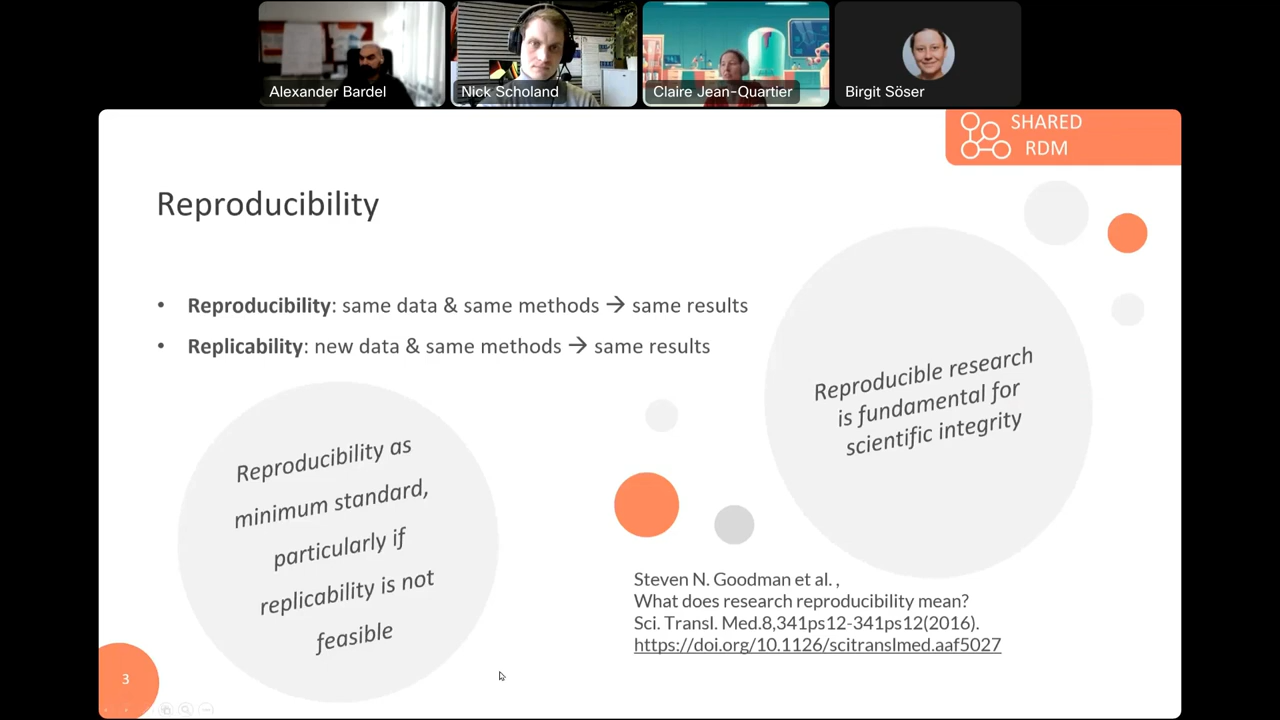 Alexander Bardel
Nick Scholand
Claire Jean-Quartier
Birgit Söser
SHARED
RDM
Reproducibility
• Reproducibility: same data & same methods → same results
• Replicability: new data & same methods → same results
Reproducible research
is fundamental for
scientific integrity
Reproducibility as
minimum standard,
particularly if
replicability is not
feasible
Steven N. Goodman et al. ,
What does research reproducibility mean?
Sci. Transl. Med.8,341ps12-341ps12(2016).
https://doi.org/10.1126/scitranslmed.aaf5027
3